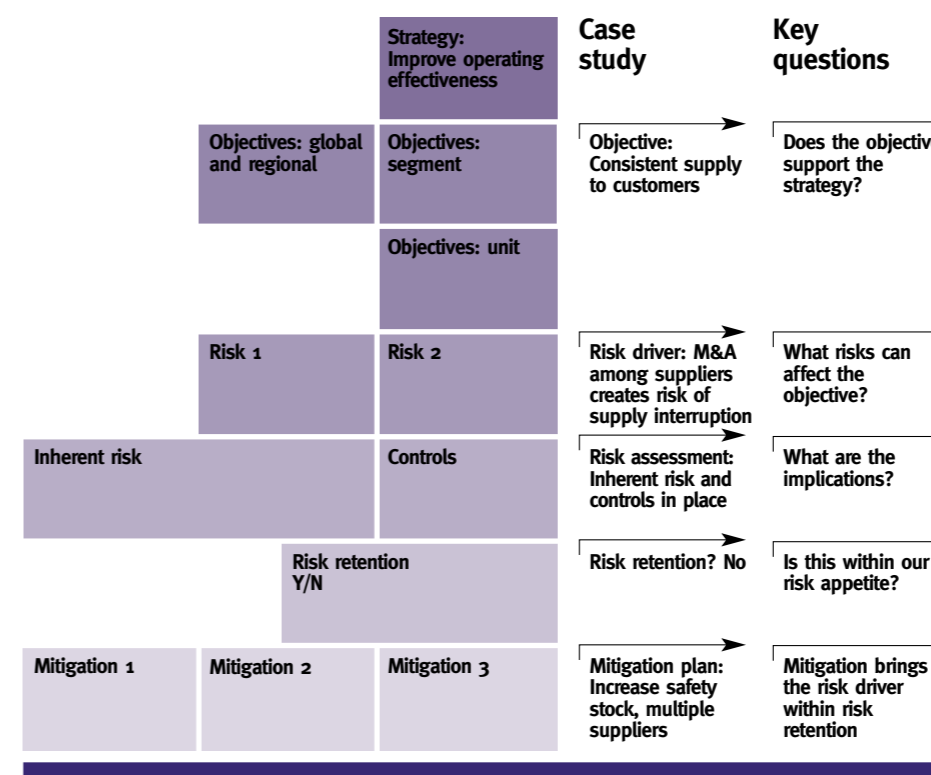 Strategy:
Improve operating
effectiveness
Case
study
Key
questions
Objectives: global
and regional
Objectives:
segment
Objective:
Consistent supply
to customers
Does the objectiv
support the
strategy?
Objectives: unit
Risk 1
Risk 2
Risk driver: M&A
among suppliers
creates risk of
supply interruption
What risks can
affect the
objective?
Inherent risk
Controls
Risk assessment:
Inherent risk and
controls in place
What are the
implications?
Risk retention
Y/N
Risk retention? No
Is this within our
risk appetite?
Mitigation 1
Mitigation 2
Mitigation 3
Mitigation plan:
Increase safety
stock, multiple
suppliers
Mitigation brings
the risk driver
within risk
retention